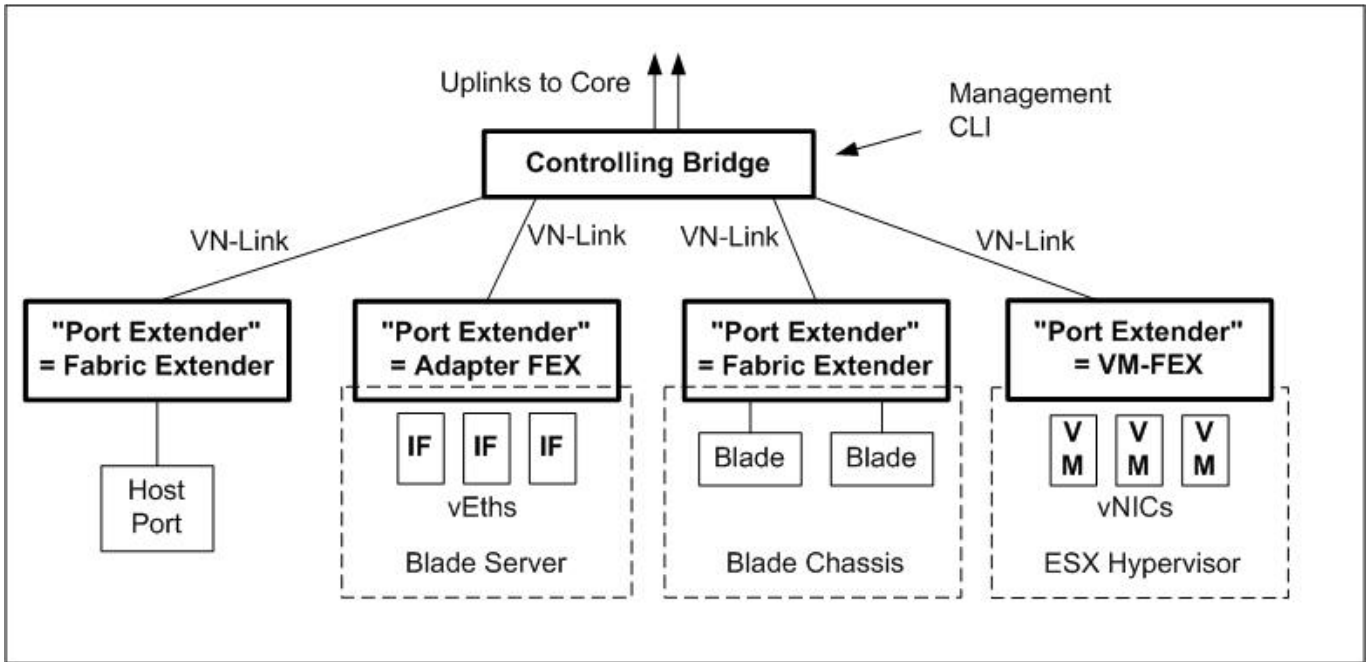 Uplinks to Core
Management
CLI
Controlling Bridge
VN-Link
VN-Link
VN-Link
VN-Link
"Port Extender"
= Fabric Extender
"Port Extender"
= Adapter FEX
"Port Extender"
= Fabric Extender
"Port Extender"
= VM-FEX
Host
Port
IF IF IF
vEths
Blade Server
Blade Blade
Blade Chassis
V V V
M M M
vNICs
ESX Hypervisor